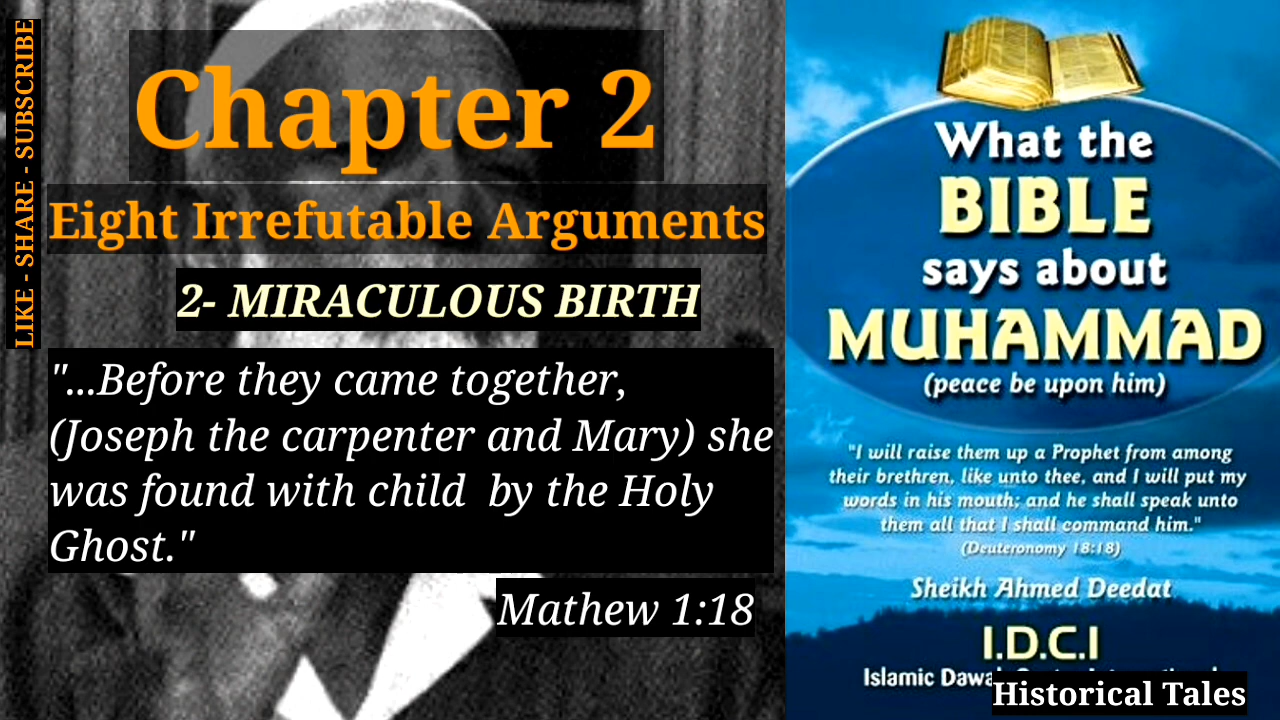 LIKE - SHARE - SUBSCRIBE
Chapter 2
Eight Irrefutable Arguments
2- MIRACULOUS BIRTH
"...Before they came together,
(Joseph the carpenter and Mary) she
was found with child by the Holy
Ghost."
Mathew 1:18
What the
BIBLE
says about
MUHAMMAD
(peace be upon him)
"I will raise them up a Prophet from among
their brethren, like unto thee, and I will put my
words in his mouth; and he shall speak unto
them all that I shall command him."
(Deuteronomy 18:18)
Sheikh Ahmed Deedat
I.D.C.I
Islamic
Historical Tales